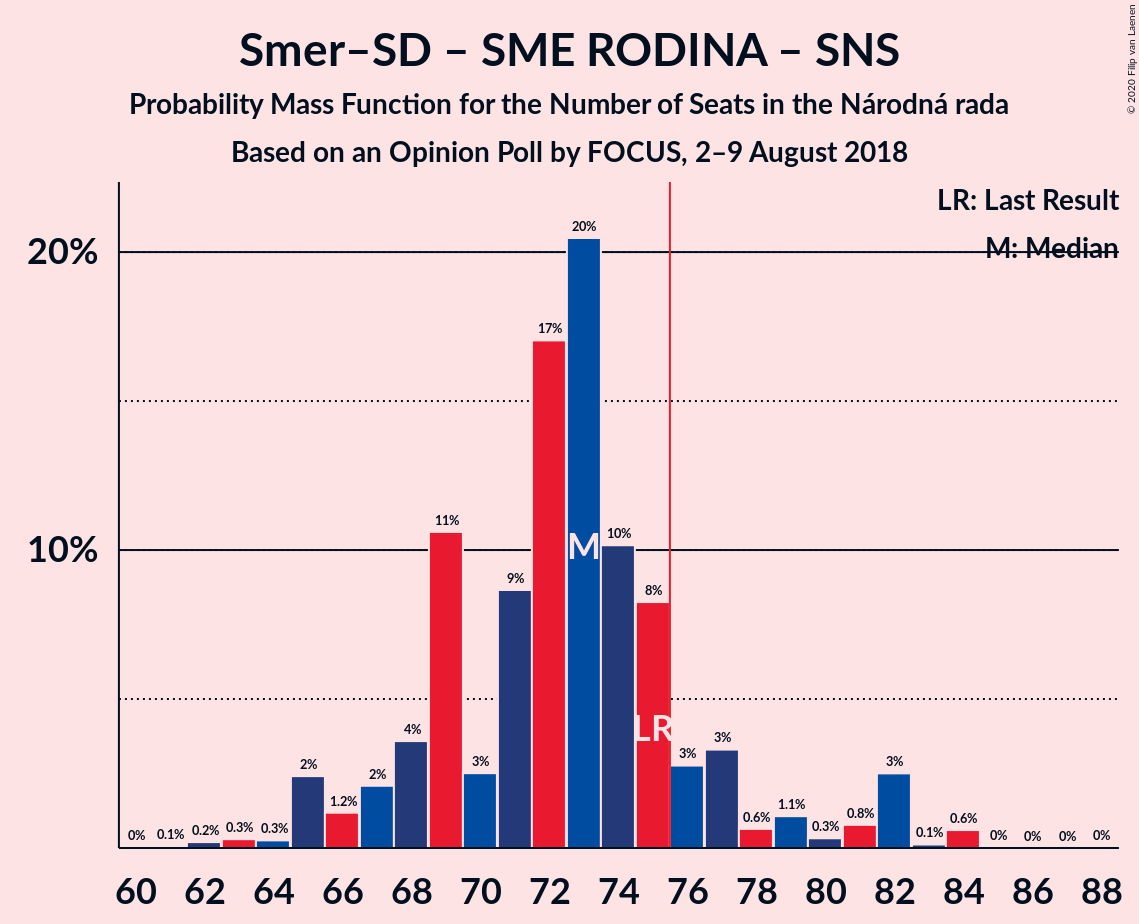 Smer–SD – SME RODINA – SNS
Probability Mass Function for the Number of Seats in the Národná rada
Based on an Opinion Poll by FOCUS, 2–9 August 2018
© 2020 Filip van Laenen
LR: Last Result
M: Median
20%
10%
0% 0.1% 0.2% 0.3% 0.3% 2% 1.2% 2% 4% 11% 3% 9% 17% 20% 10% 8% 3% 3% 0.6% 1.1% 0.3% 0.8% 3% 0.1% 0.6% 0% 0% 0% 0%
M
LR
60 62 64 66 68 70 72 74 76 78 80 82 84 86 88